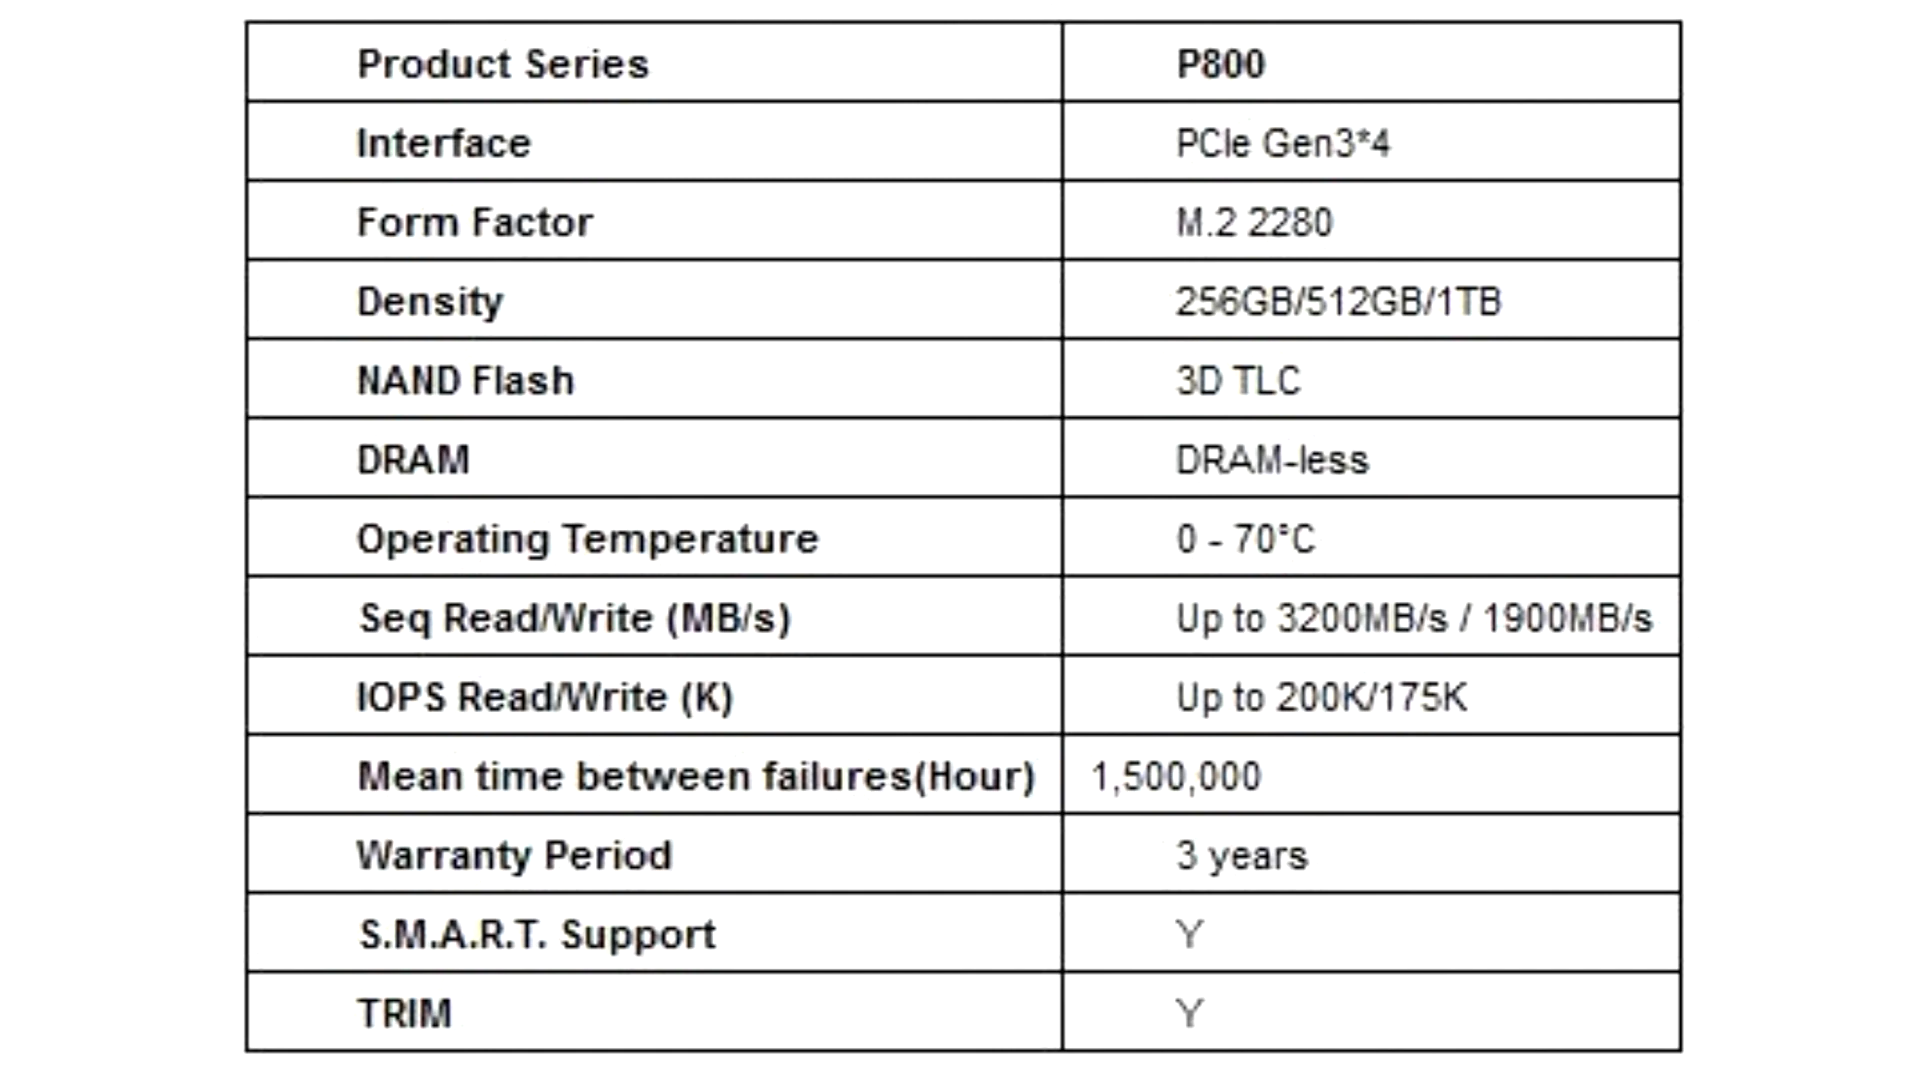 Product Series P800
Interface PCIe Gen3*4
Form Factor M.2 2280
Density 256GB/512GB/1TB
NAND Flash 3D TLC
DRAM DRAM-less
Operating Temperature 0 - 70°C
Seq Read/Write (MB/s) Up to 3200MB/s / 1900MB/s
IOPS Read/Write (K) Up to 200K/175K
Mean time between failures(Hour) 1,500,000
Warranty Period 3 years
S.M.A.R.T. Support Y
TRIM Y